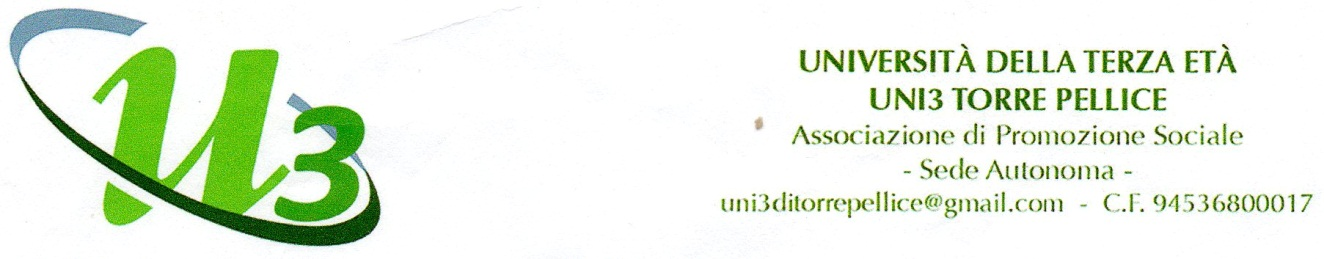 U3
UNIVERSITÀ DELLA TERZA ETÀ
UNI3 TORRE PELLICE
Associazione di Promozione Sociale
- Sede Autonoma -
uni3ditorrepellice@gmail.com - C.F. 94536800017